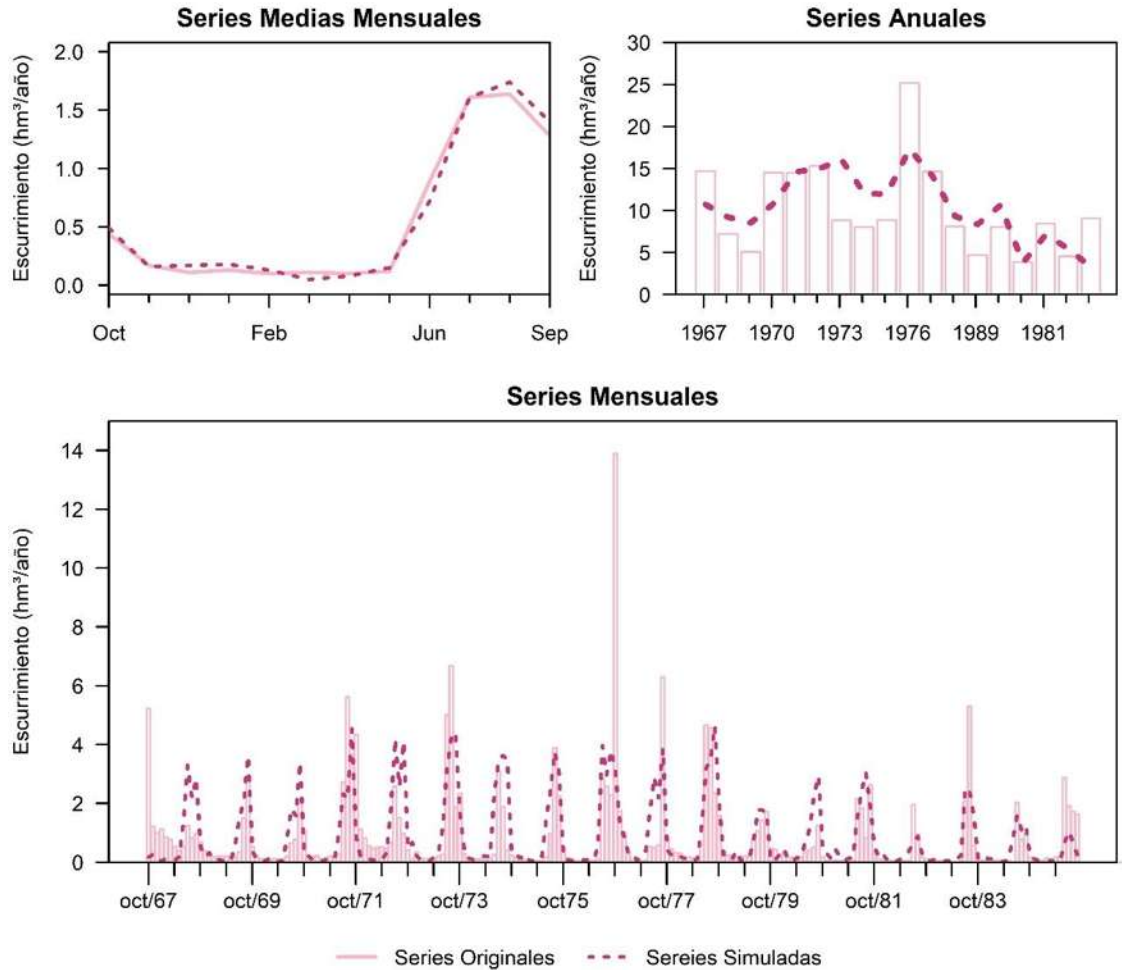 Series Medias Mensuales
Escurrimiento (hm³/año)
2.0
1.5
1.0
0.5
0.0
Oct
Feb
Jun
Sep
Series Anuales
Escurrimiento (hm³/año)
30
25
20
15
10
5
0
1967
1970
1973
1976
1989
1981
Series Mensuales
Escurrimiento (hm³/año)
14
12
10
8
6
4
2
0
oct/67
oct/69
oct/71
oct/73
oct/75
oct/77
oct/79
oct/81
oct/83
Series Originales
Sereies Simuladas